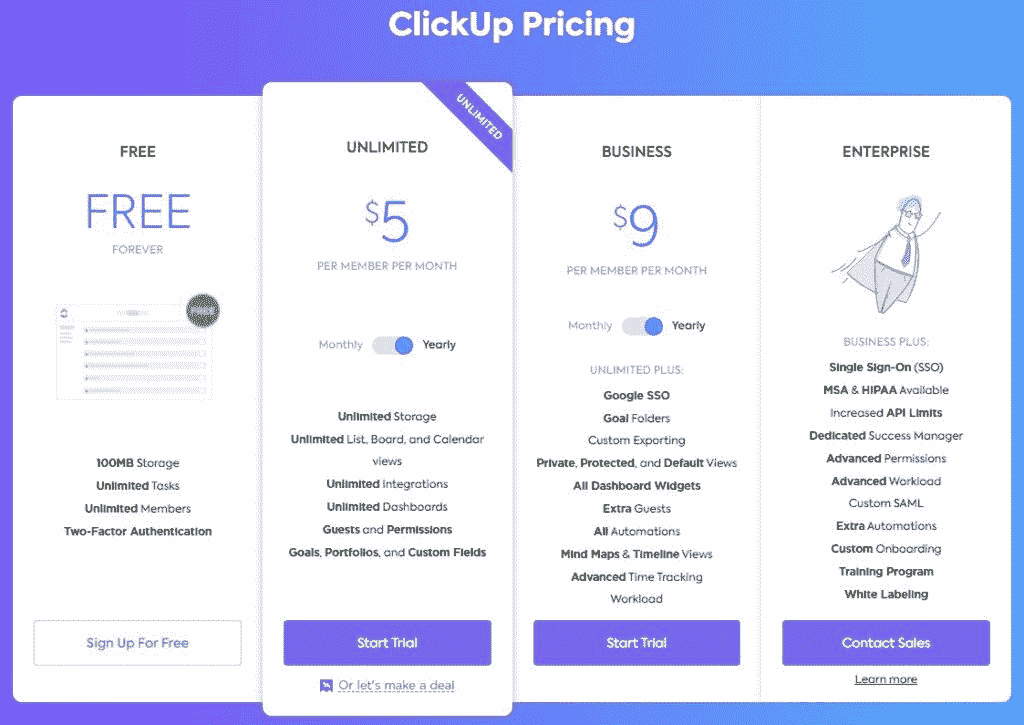 ClickUp Pricing
FREE
FREE
FOREVER
100MB Storage
Unlimited Tasks
Unlimited Members
Two-Factor Authentication
Sign Up For Free
UNLIMITED
UNLIMITED
$5
PER MEMBER PER MONTH
Monthly Yearly
Unlimited Storage
Unlimited List, Board, and Calendar
views
Unlimited Integrations
Unlimited Dashboards
Guests and Permissions
Goals, Portfolios, and Custom Fields
Start Trial
Or let's make a deal
BUSINESS
$9
PER MEMBER PER MONTH
Monthly Yearly
UNLIMITED PLUS:
Google SSO
Goal Folders
Custom Exporting
Private, Protected, and Default Views
All Dashboard Widgets
Extra Guests
All Automations
Mind Maps & Timeline Views
Advanced Time Tracking
Workload
Start Trial
ENTERPRISE
BUSINESS PLUS:
Single Sign-On (SSO)
MSA & HIPAA Available
Increased API Limits
Dedicated Success Manager
Advanced Permissions
Advanced Workload
Custom SAML
Extra Automations
Custom Onboarding
Training Program
White Labeling
Contact Sales
Learn more